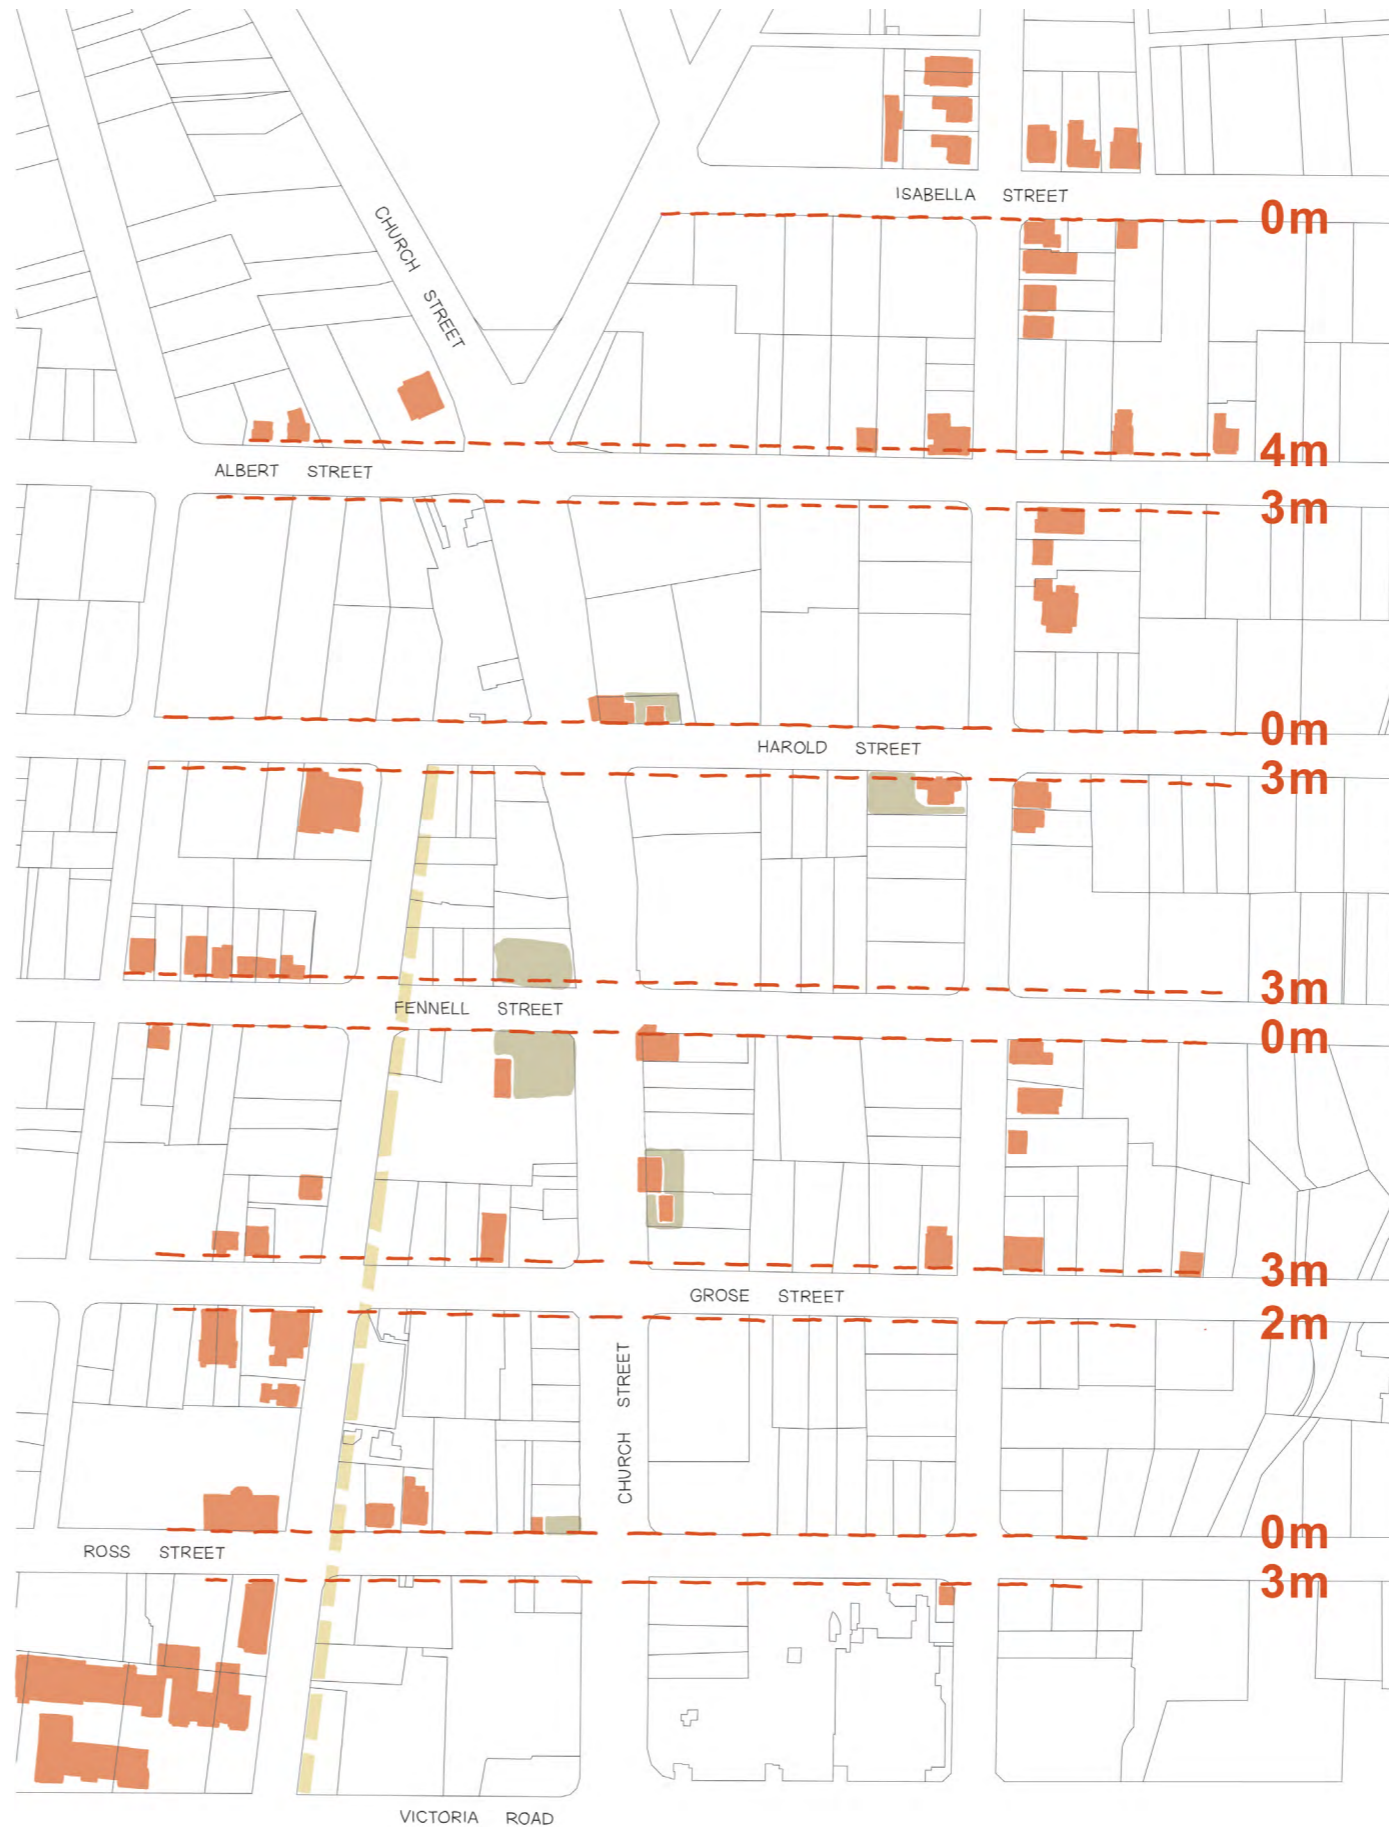 ISABELLA STREET
0m
CHURCH STREET
4m
ALBERT STREET
3m
0m
HAROLD STREET
3m
3m
FENNELL STREET
0m
3m
GROSE STREET
2m
CHURCH STREET
0m
ROSS STREET
3m
VICTORIA ROAD